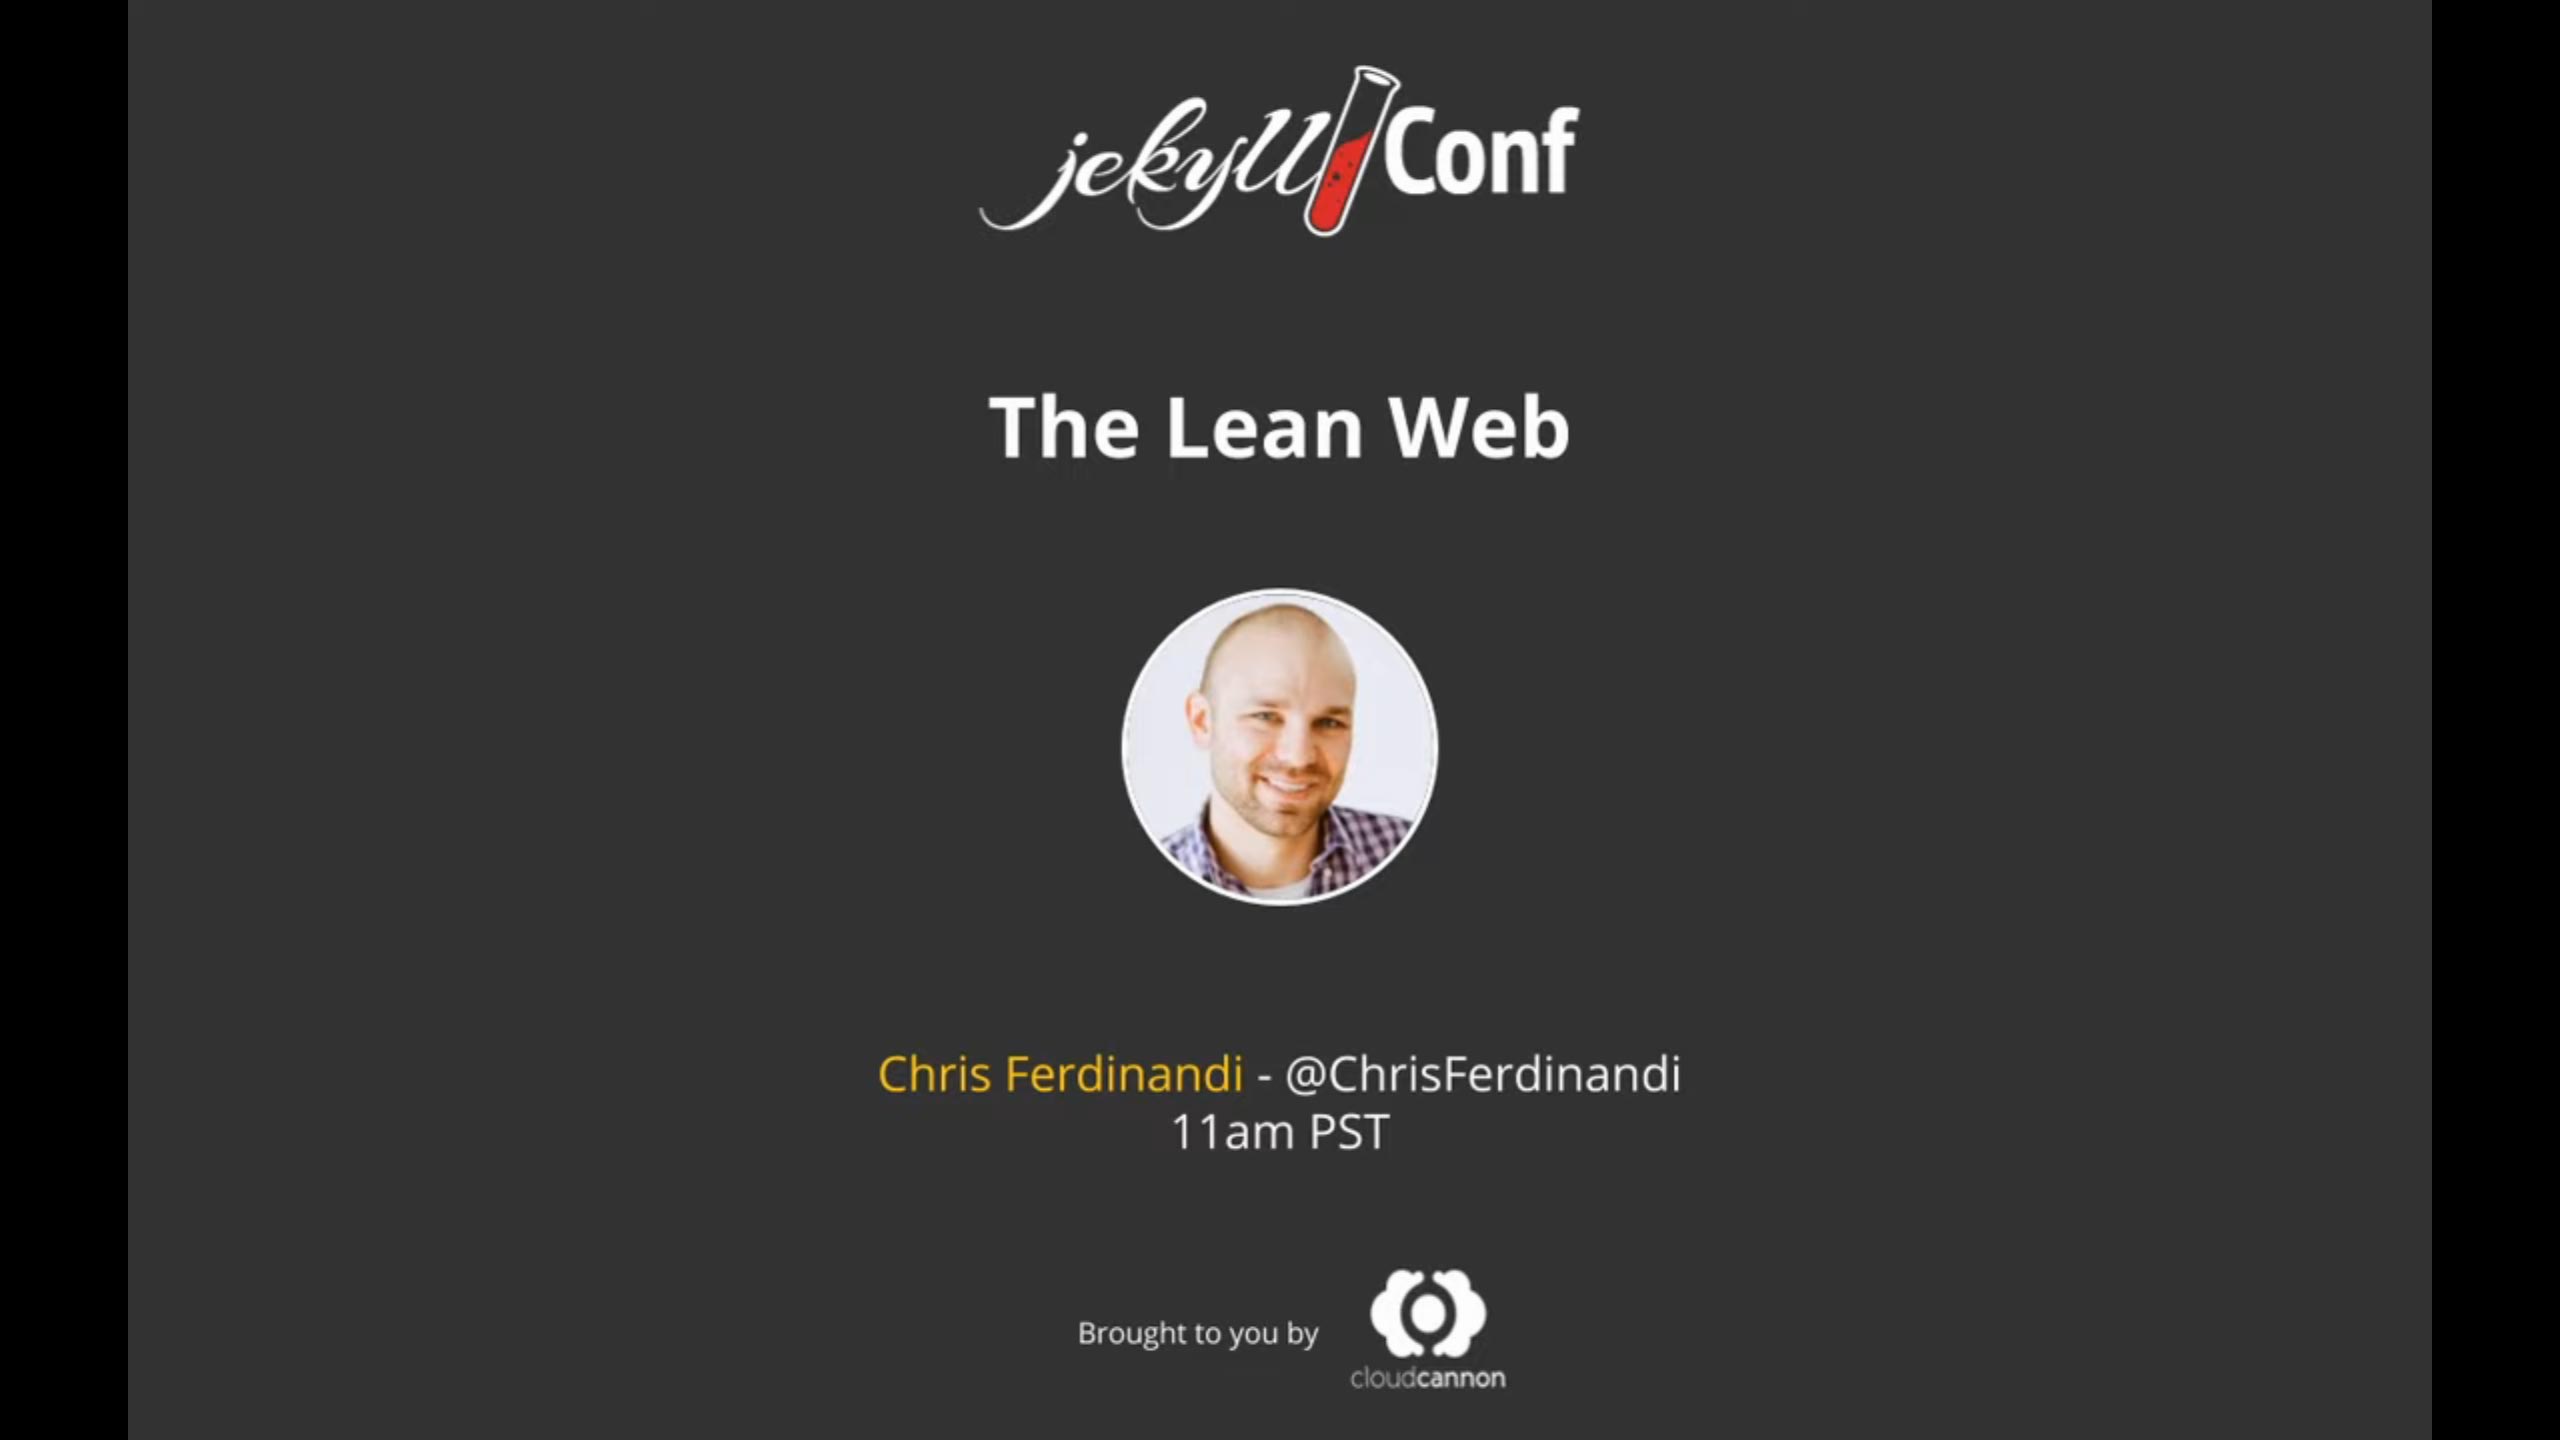 jekyll Conf
The Lean Web
Chris Ferdinandi - @ChrisFerdinandi
11am PST
Brought to you by
cloudcannon